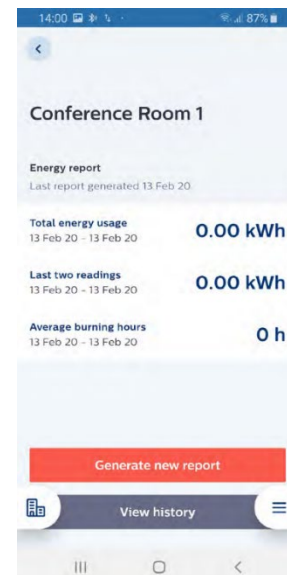 14:00
87%
Conference Room 1
Energy report
Last report generated 13 Feb 20
Total energy usage
13 Feb 20 - 13 Feb 20
0.00 kWh
Last two readings
13 Feb 20 - 13 Feb 20
0.00 kWh
Average burning hours
13 Feb 20 - 13 Feb 20
0 h
Generate new report
View history